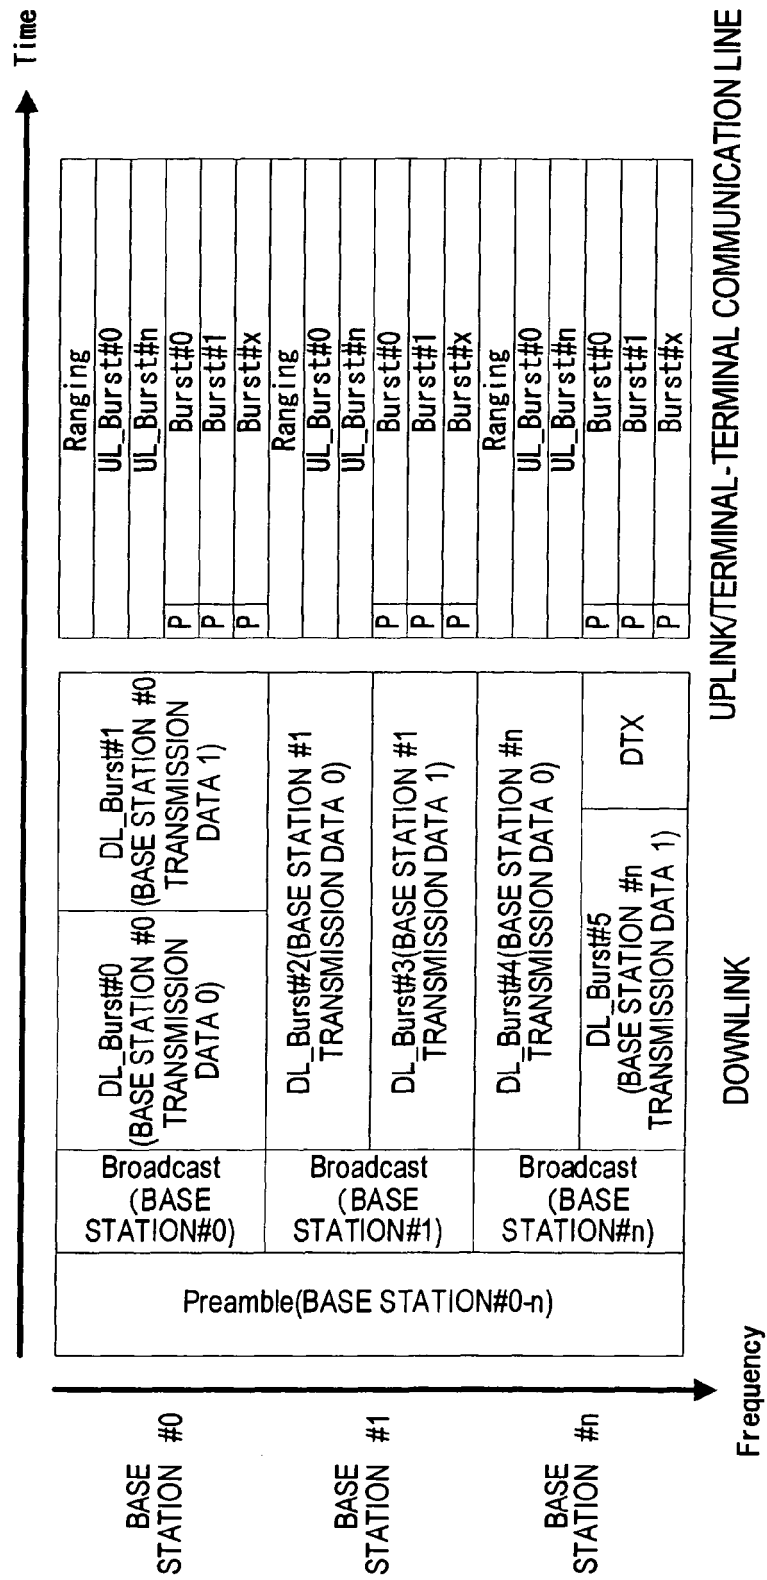 Time
BASE
STATION #0
BASE
STATION #1
BASE
STATION #n
Frequency
Preamble(BASE STATION#0-n)
Broadcast
(BASE
STATION#0)
Broadcast
(BASE
STATION#1)
Broadcast
(BASE
STATION#n)
DL_Burst#0
(BASE STATION #0
TRANSMISSION
DATA 0)
DL_Burst#1
(BASE STATION #0
TRANSMISSION
DATA 1)
DL_Burst#2(BASE STATION #1
TRANSMISSION DATA 0)
DL_Burst#3(BASE STATION #1
TRANSMISSION DATA 1)
DL_Burst#4(BASE STATION #n
TRANSMISSION DATA 0)
DL_Burst#5
(BASE STATION #n
TRANSMISSION DATA 1)
DTX
Ranging
UL_Burst#0
UL_Burst#n
P Burst#0
P Burst#1
P Burst#x
Ranging
UL_Burst#0
UL_Burst#n
P Burst#0
P Burst#1
P Burst#x
Ranging
UL_Burst#0
UL_Burst#n
P Burst#0
P Burst#1
P Burst#x
DOWNLINK
UPLINK/TERMINAL-TERMINAL COMMUNICATION LINE